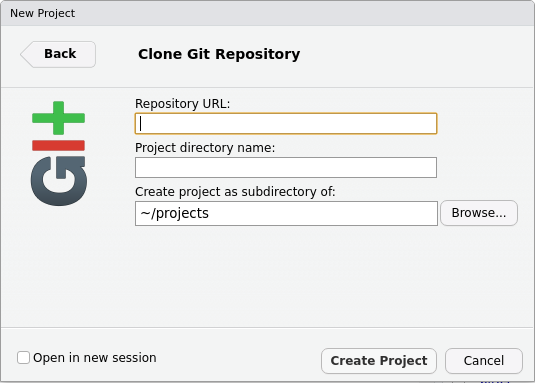 New Project
Back
Clone Git Repository
git
Repository URL:
Project directory name:
Create project as subdirectory of:
~/projects
Browse...
Open in new session
Create Project
Cancel